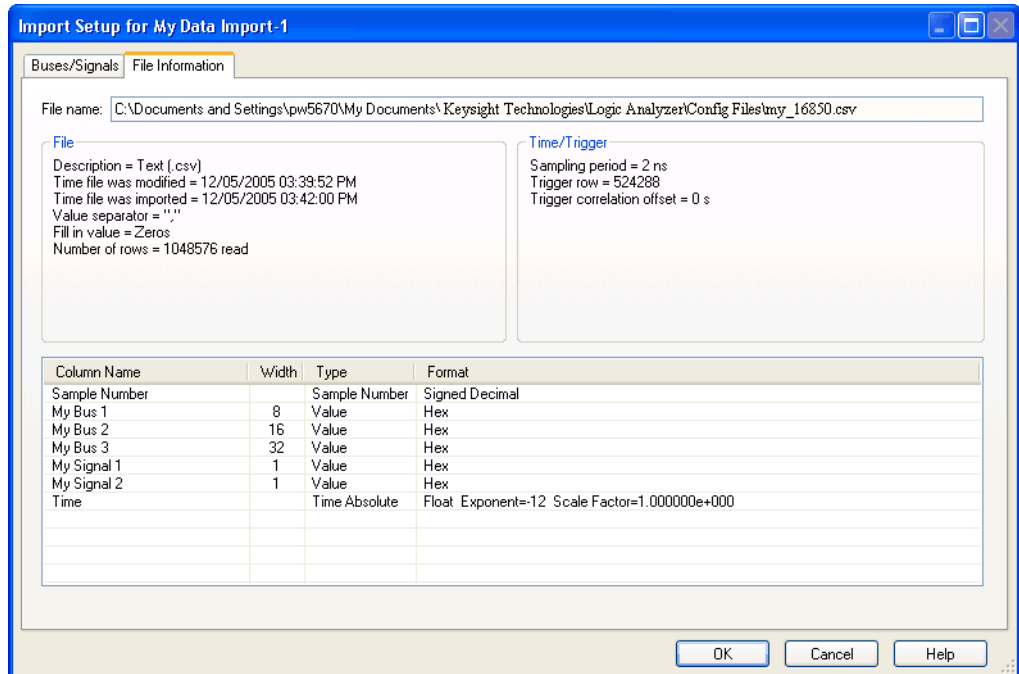 Import Setup for My Data Import-1
Buses/Signals File Information
File name: C:\Documents and Settings\pw5670\My Documents\ Keysight Technologies\Logic Analyzer\Config Files\my_16850.csv
File
Description = Text (.csv)
Time file was modified = 12/05/2005 03:39:52 PM
Time file was imported = 12/05/2005 03:42:00 PM
Value separator = ","
Fill in value = Zeros
Number of rows = 1048576 read
Time/Trigger
Sampling period = 2 ns
Trigger row = 524288
Trigger correlation offset = 0 s
Column Name Width Type Format
Sample Number Sample Number Signed Decimal
My Bus 1 8 Value Hex
My Bus 2 16 Value Hex
My Bus 3 32 Value Hex
My Signal 1 1 Value Hex
My Signal 2 1 Value Hex
Time Time Absolute Float Exponent=-12 Scale Factor=1.000000e+000
OK Cancel Help